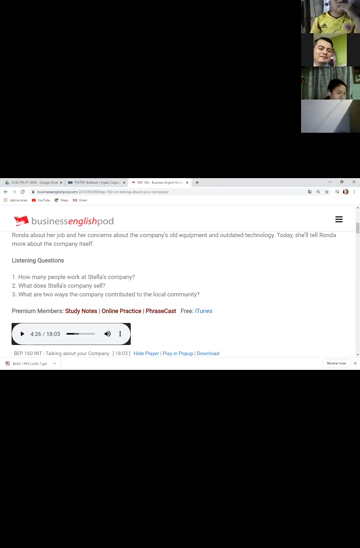 businessenglishpod
Ronda about her job and her concerns about the company's old equipment and outdated technology. Today, she'll tell Ronda
more about the company itself.
Listening Questions
1. How many people work at Stella's company?
2. What does Stella's company sell?
3. What are two ways the company contributed to the local community?
Premium Members: Study Notes | Online Practice | PhraseCast Free: iTunes
4:26 / 18:03
BEP 160 INT - Talking about your Company [ 18:03 ] Hide Player | Play in Popup | Download